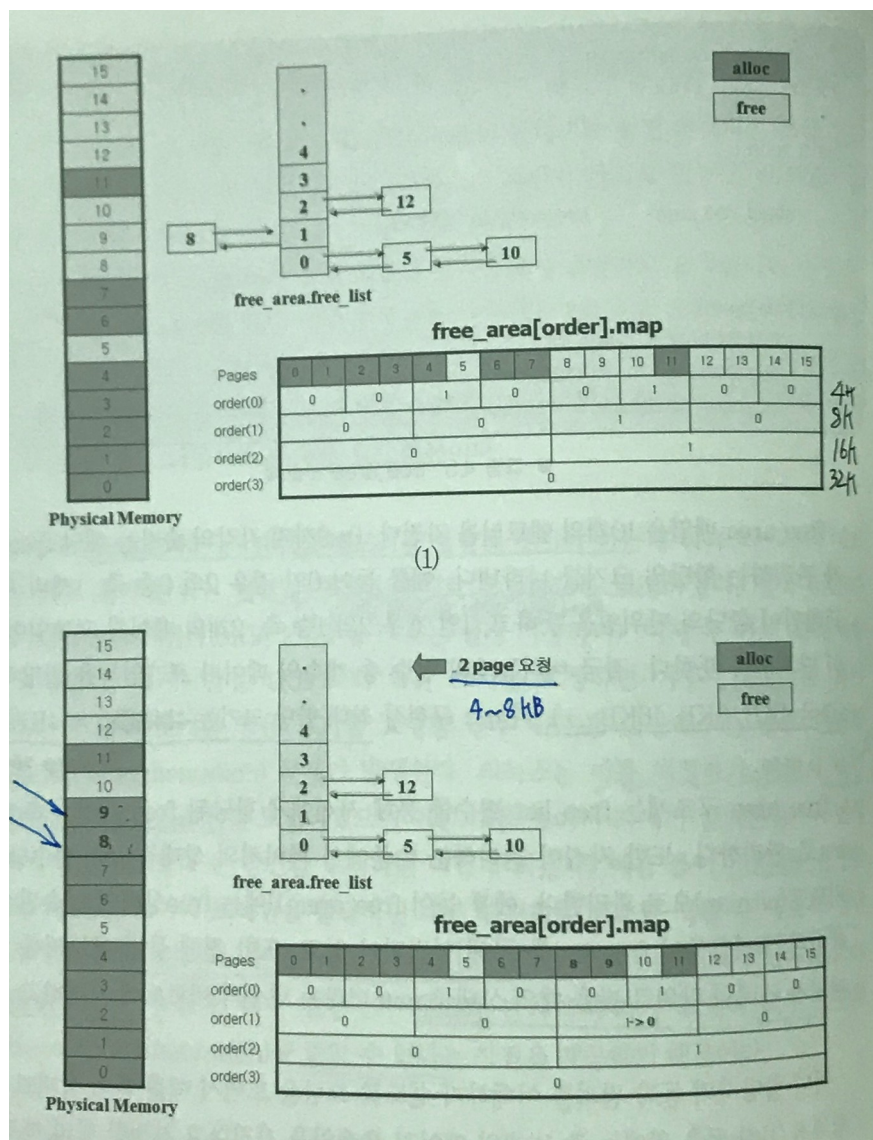 15
14
13
12
11
10
9
8
7
6
5
4
3
2
1
0
Physical Memory
.
.
4
3
2
1
0
12
8
5
10
free_area.free_list
alloc
free
free_area[order].map
Pages 0 1 2 3 4 5 6 7 8 9 10 11 12 13 14 15
order(0) 0 0 1 0 0 1 0 0 4K
order(1) 0 0 1 0 8K
order(2) 0 1 16K
order(3) 0 32K
(1)
15
14
13
12
11
10
9
8
7
6
5
4
3
2
1
0
Physical Memory
.
.
4
3
2
1
0
12
5
10
free_area.free_list
2 page 요청
4~8KB
alloc
free
free_area[order].map
Pages 0 1 2 3 4 5 6 7 8 9 10 11 12 13 14 15
order(0) 0 0 1 0 0 1 0 0
order(1) 0 0 1->0 0
order(2) 0 1
order(3) 0